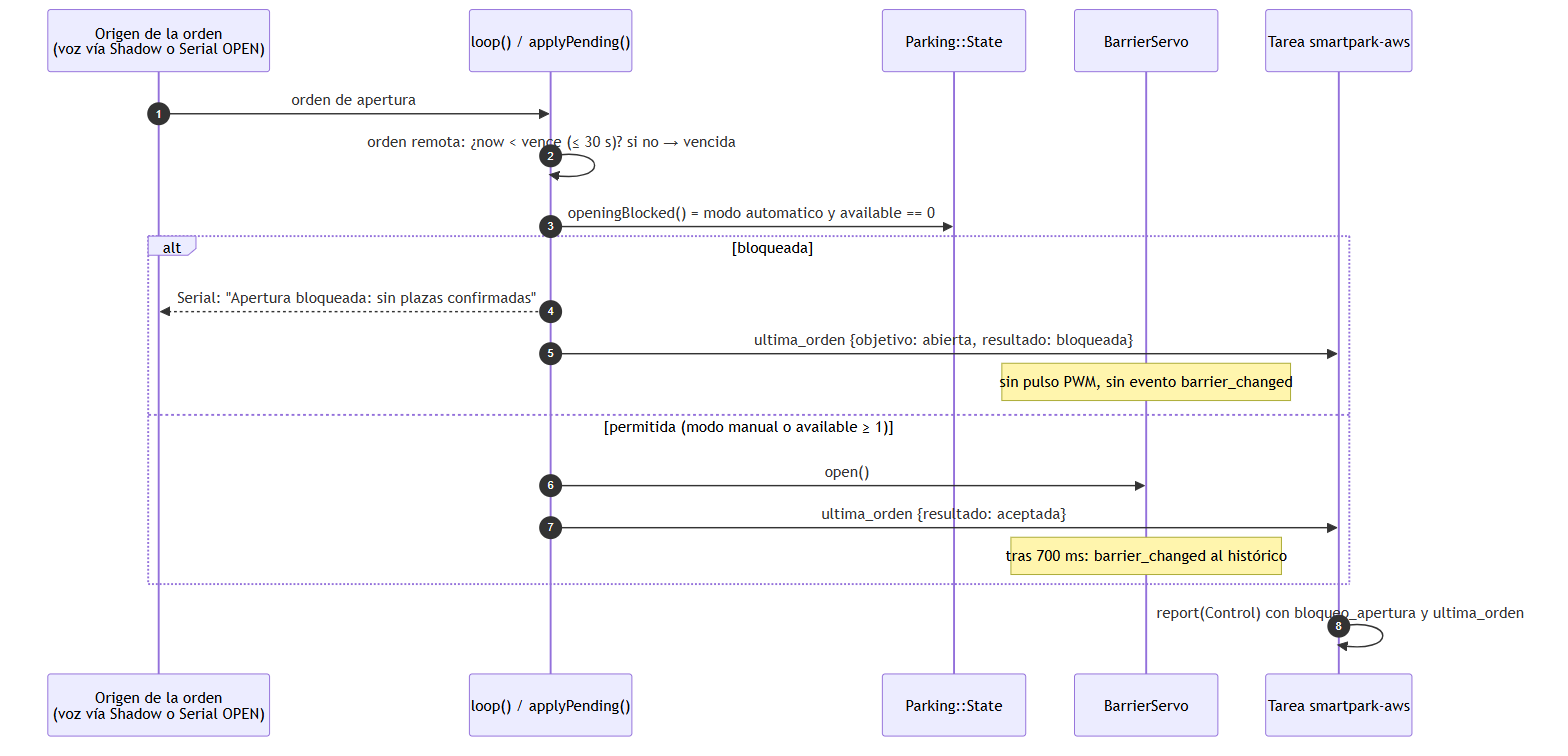 Origen de la orden
(voz vía Shadow o Serial OPEN)
loop() / applyPending()
Parking::State
BarrierServo
Tarea smartpark-aws
orden de apertura
1
orden remota: ¿now < vence (≤ 30 s)? si no → vencida
2
openingBlocked() = modo automatico y available == 0
3
alt
[bloqueada]
Serial: "Apertura bloqueada: sin plazas confirmadas"
4
ultima_orden {objetivo: abierta, resultado: bloqueada}
5
sin pulso PWM, sin evento barrier_changed
[permitida (modo manual o available ≥ 1)]
open()
6
ultima_orden {resultado: aceptada}
7
tras 700 ms: barrier_changed al histórico
report(Control) con bloqueo_apertura y ultima_orden
8
Origen de la orden
(voz vía Shadow o Serial OPEN)
loop() / applyPending()
Parking::State
BarrierServo
Tarea smartpark-aws